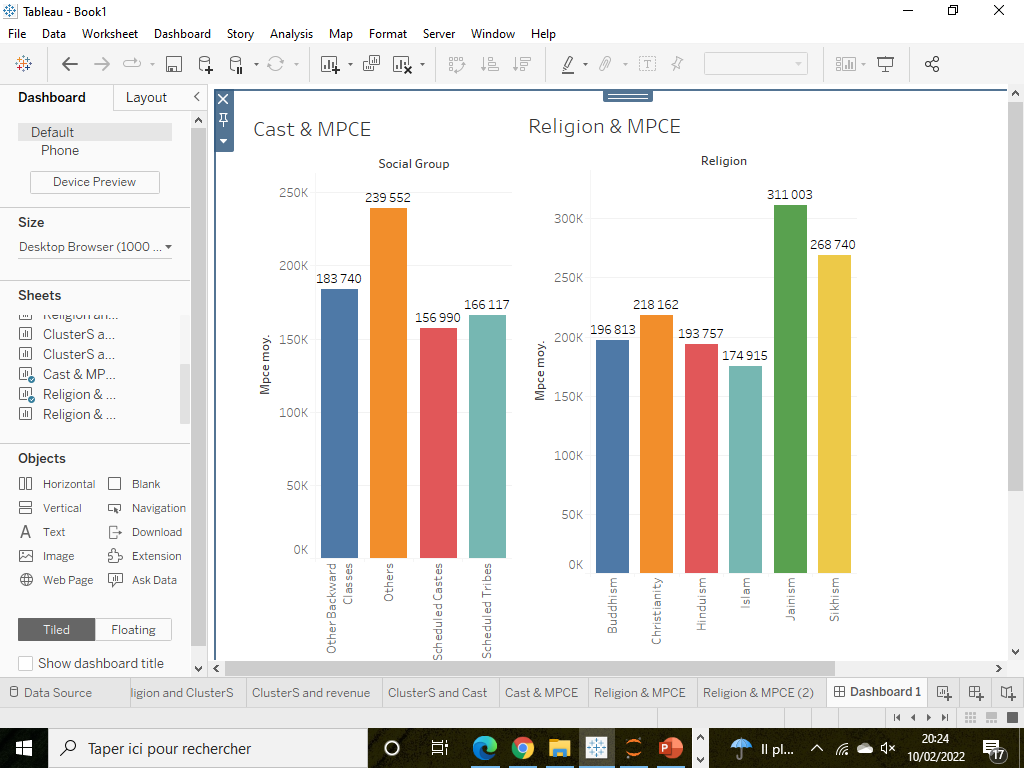 Tableau - Book1
File Data Worksheet Dashboard Story Analysis Map Format Server Window Help
Dashboard Layout
Default
Phone
Device Preview
Size
Desktop Browser (1000 ...
Sheets
Religion an...
ClusterS a...
ClusterS a...
Cast & MP...
Religion & ...
Religion & ...
Objects
Horizontal Blank
Vertical Navigation
Text Download
Image Extension
Web Page Ask Data
Tiled Floating
Show dashboard title
Cast & MPCE
Social Group
Mpce moy.
250K
200K
150K
100K
50K
0K
183 740
239 552
156 990
166 117
Other Backward
Classes
Others
Scheduled Castes
Scheduled Tribes
Religion & MPCE
Religion
Mpce moy.
300K
250K
200K
150K
100K
50K
0K
196 813
218 162
193 757
174 915
311 003
268 740
Buddhism
Christianity
Hinduism
Islam
Jainism
Sikhism
Data Source ligion and ClusterS ClusterS and revenue ClusterS and Cast Cast & MPCE Religion & MPCE Religion & MPCE (2) Dashboard 1
Taper ici pour rechercher
Il pl...
20:24
10/02/2022
17